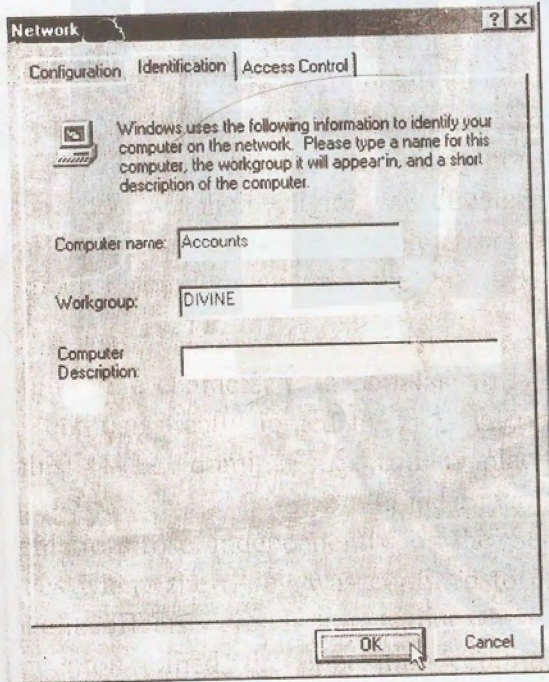 Network
? X
Configuration Identification Access Control
Windows uses the following information to identify your
computer on the network. Please type a name for this
computer, the workgroup it will appear in, and a short
description of the computer.
Computer name: Accounts
Workgroup: DIVINE
Computer
Description:
OK Cancel